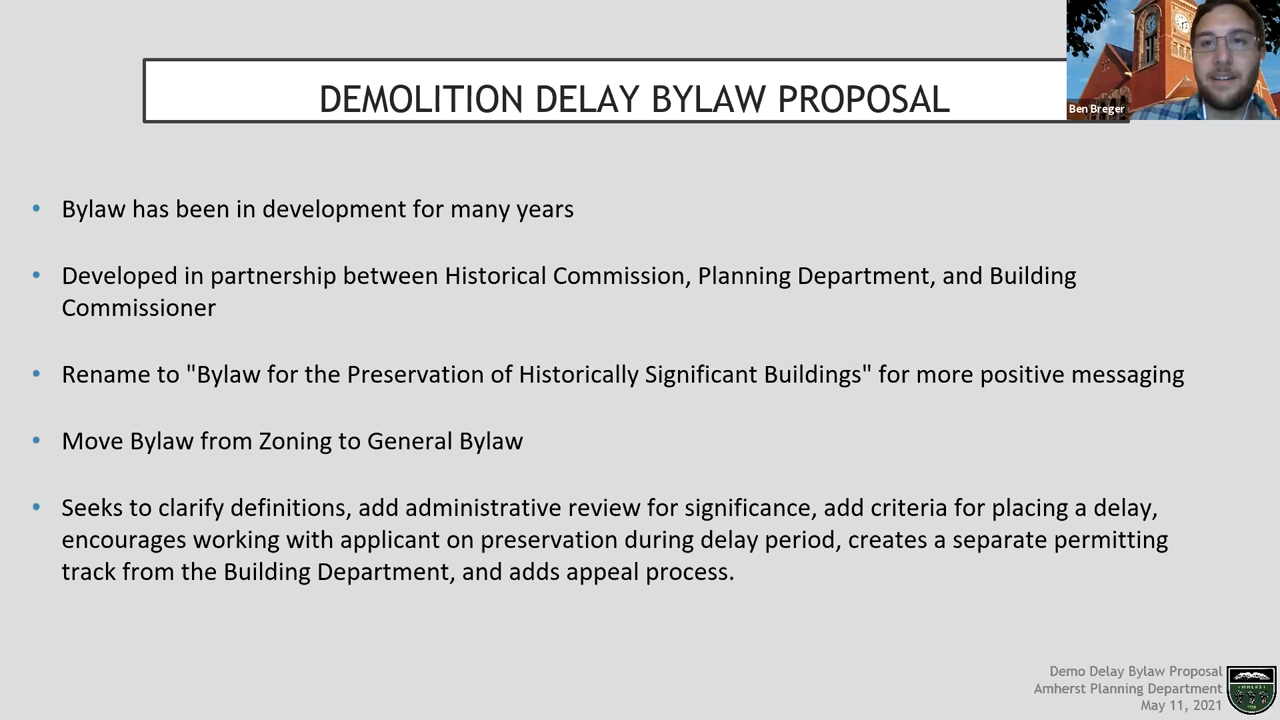 DEMOLITION DELAY BYLAW PROPOSAL
Ben Breger
• Bylaw has been in development for many years
• Developed in partnership between Historical Commission, Planning Department, and Building
Commissioner
• Rename to "Bylaw for the Preservation of Historically Significant Buildings" for more positive messaging
• Move Bylaw from Zoning to General Bylaw
• Seeks to clarify definitions, add administrative review for significance, add criteria for placing a delay,
encourages working with applicant on preservation during delay period, creates a separate permitting
track from the Building Department, and adds appeal process.
Demo Delay Bylaw Proposal
Amherst Planning Department
May 11, 2021